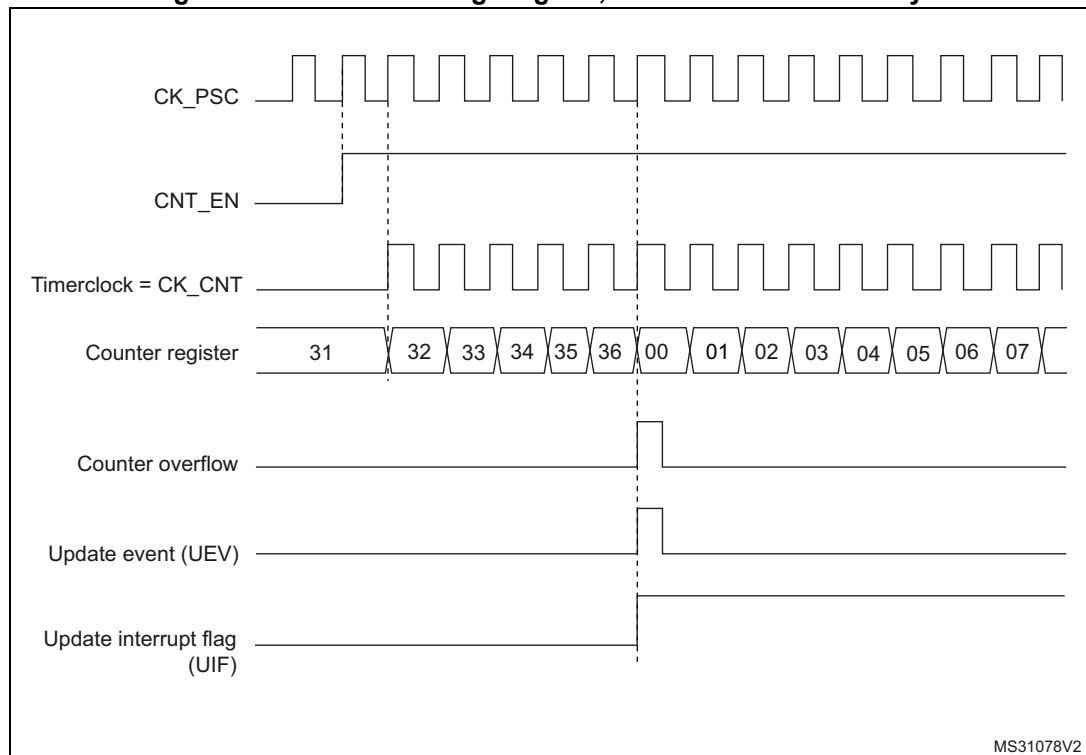 CK_PSC
CNT_EN
Timerclock = CK_CNT
Counter register 31 32 33 34 35 36 00 01 02 03 04 05 06 07
Counter overflow
Update event (UEV)
Update interrupt flag
(UIF)
MS31078V2